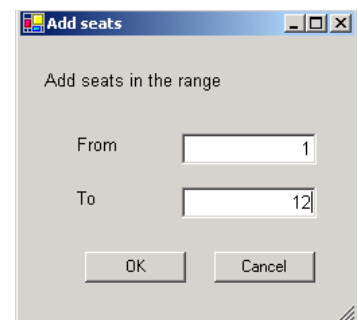 Add seats
Add seats in the range
From 1
To 12
OK Cancel